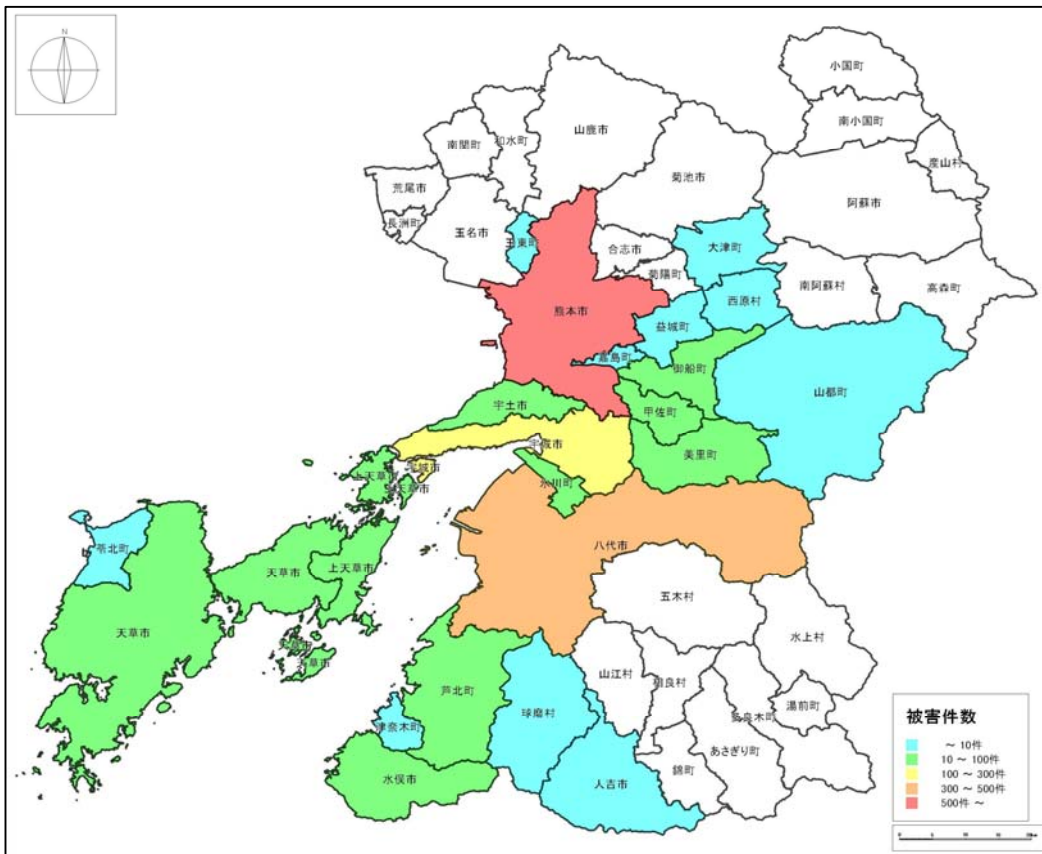 N
小国町
南小国町
産山村
山鹿市
和水町
南関町
菊池市
荒尾市
阿蘇市
長洲町
玉名市
玉東町
合志市
大津町
菊陽町
南阿蘇村
高森町
西原村
熊本市
益城町
嘉島町
御船町
山都町
宇土市
甲佐町
宇城市
美里町
宇城市
上天草市
氷川町
苓北町
八代市
天草市
上天草市
五木村
水上村
天草市
天草市
山江村
相良村
芦北町
湯前町
球磨村
津奈木町
多良木町
あさぎり町
錦町
水俣市
人吉市
被害件数
～ 10件
10 ～ 100件
100 ～ 300件
300 ～ 500件
500件 ～